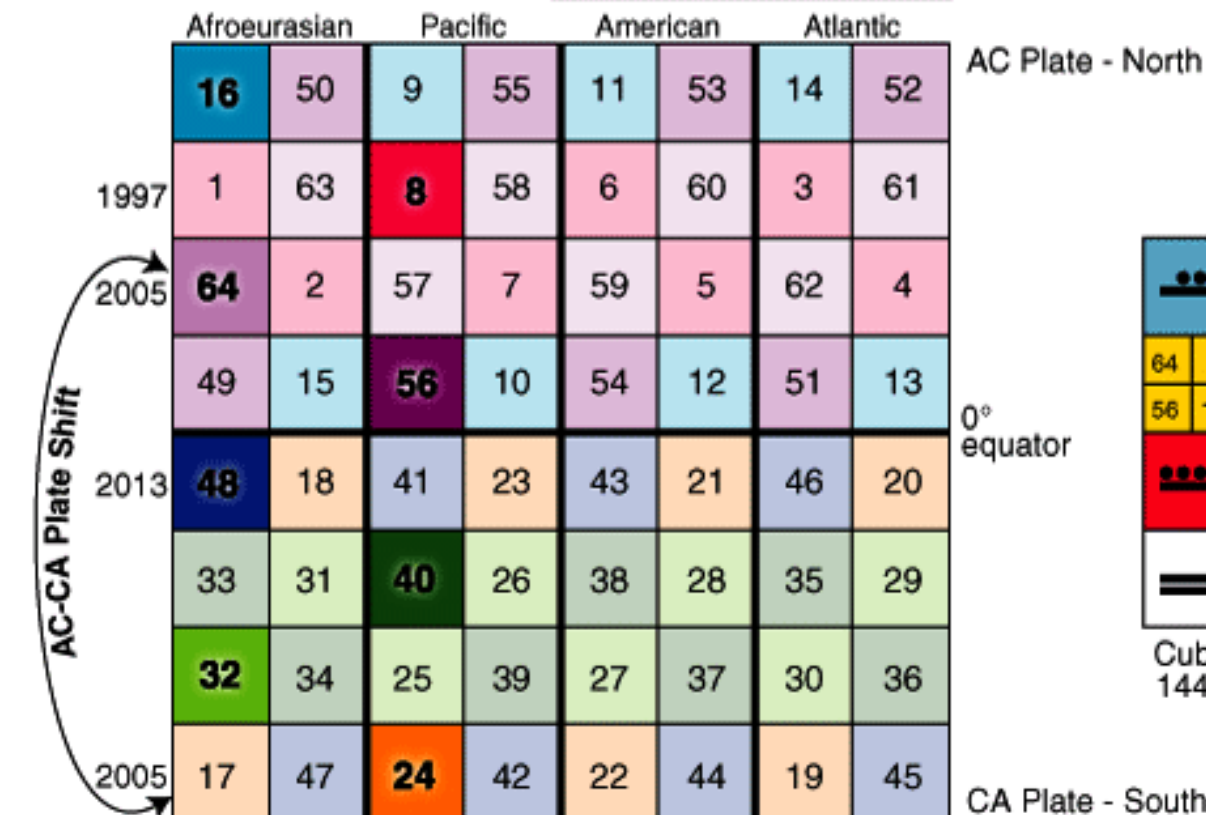 Afroeurasian Pacific American Atlantic
16 50 9 55 11 53 14 52 AC Plate - North
1997 1 63 8 58 6 60 3 61
2005 64 2 57 7 59 5 62 4
49 15 56 10 54 12 51 13
64
56
0°
equator
2013 48 18 41 23 43 21 46 20
33 31 40 26 38 28 35 29
32 34 25 39 27 37 30 36
2005 17 47 24 42 22 44 19 45 CA Plate - South
AC-CA Plate Shift
Cub
144